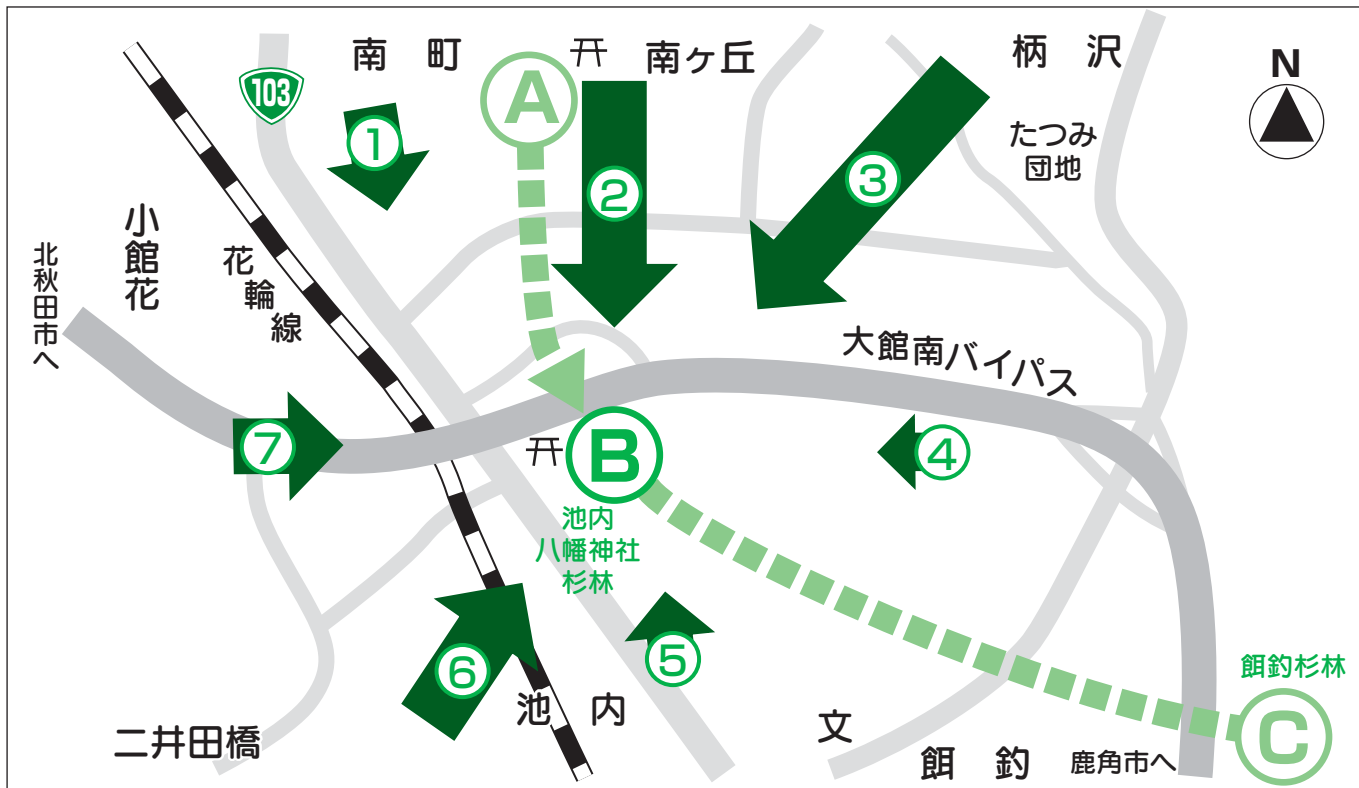 南町
南ヶ丘
柄沢
N
103
A
たつみ
団地
①
②
③
小館花
花輪線
北秋田市へ
大館南バイパス
⑦
B
④
池内
八幡神社
杉林
⑥
⑤
餌釣杉林
池内
二井田橋
文
餌釣
鹿角市へ
C